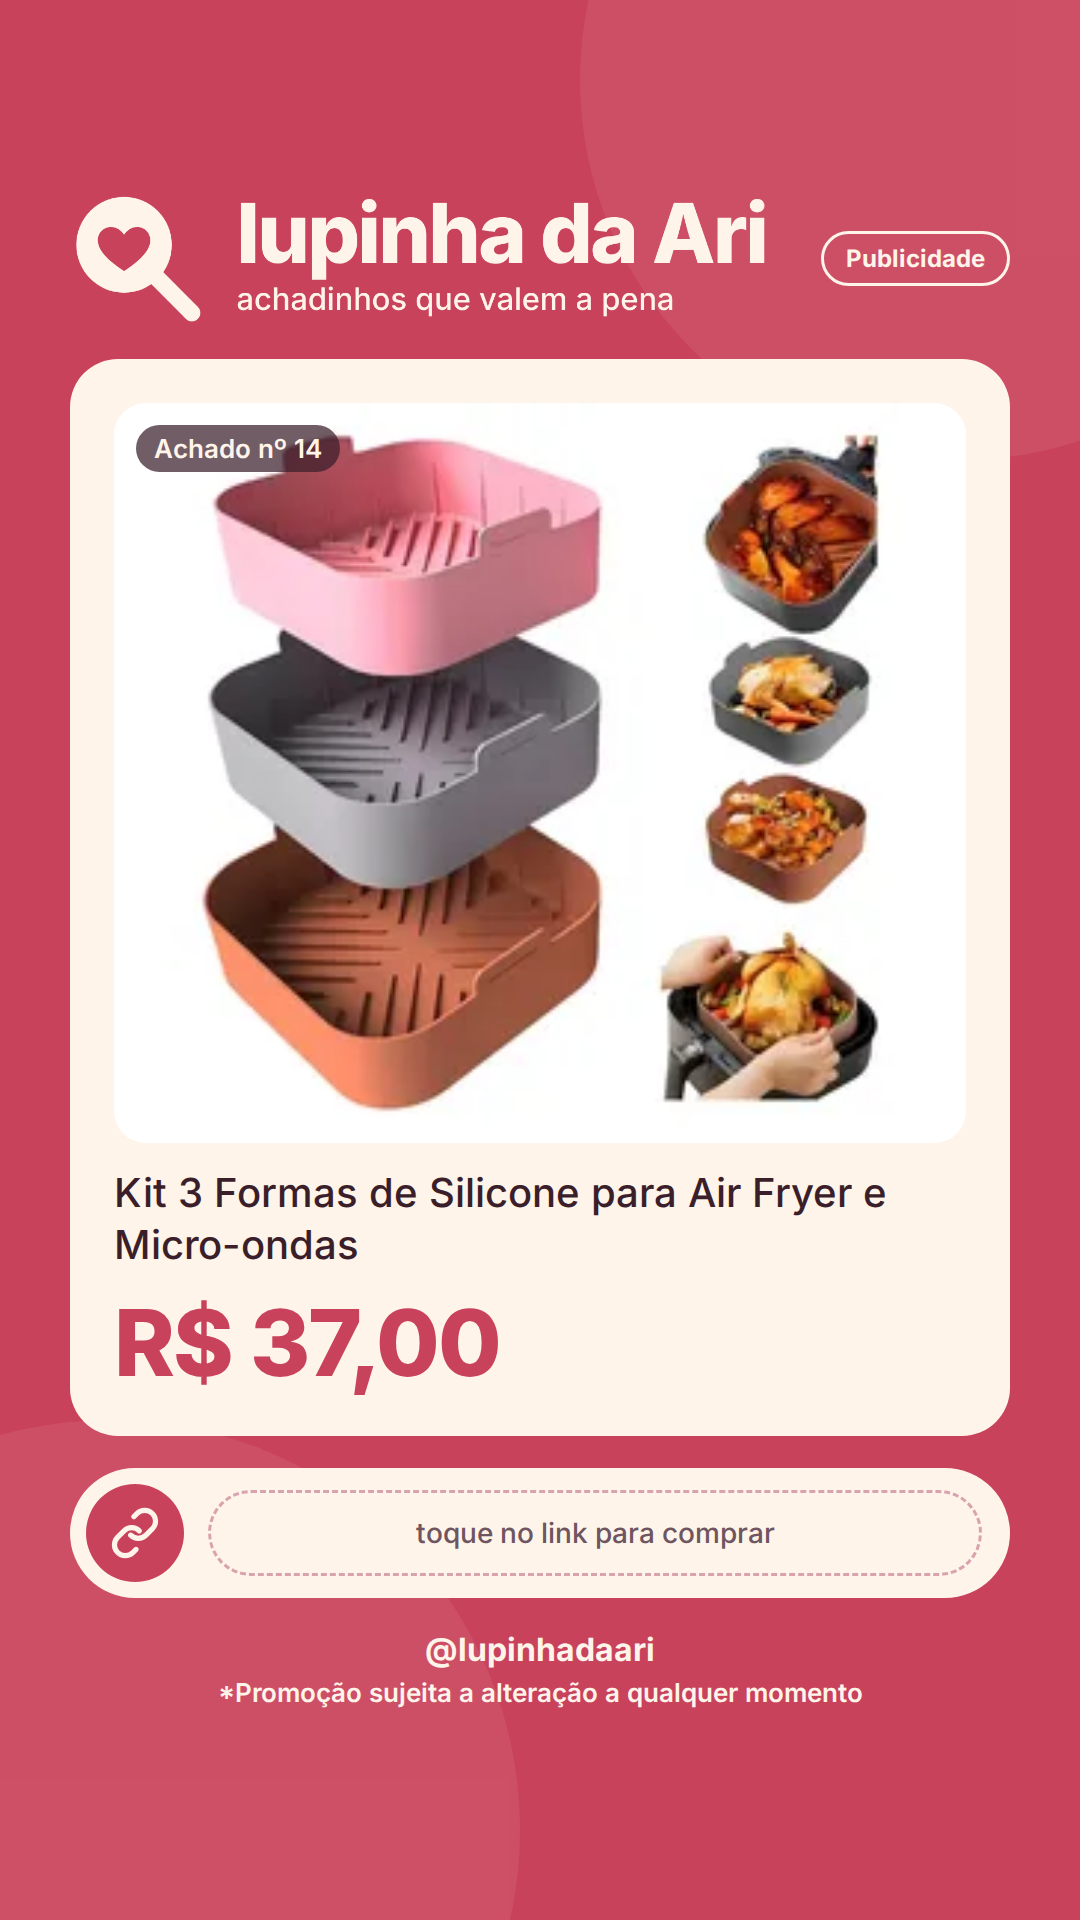 lupinha da Ari
achadinhos que valem a pena
Publicidade
Achado nº 14
Kit 3 Formas de Silicone para Air Fryer e
Micro-ondas
R$ 37,00
toque no link para comprar
@lupinhadaari
*Promoção sujeita a alteração a qualquer momento